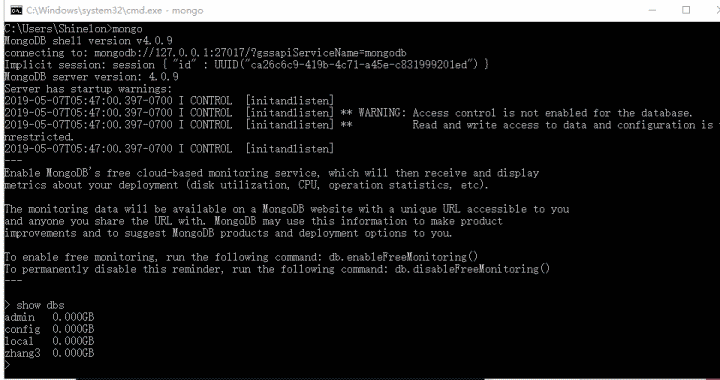 C:\Windows\system32\cmd.exe - mongo
C:\Users\Shinelon>mongo
MongoDB shell version v4.0.9
connecting to: mongodb://127.0.0.1:27017/?gssapiServiceName=mongodb
Implicit session: session { "id" : UUID("ca26c6c9-419b-4c71-a45e-c831999201ed") }
MongoDB server version: 4.0.9
Server has startup warnings:
2019-05-07T05:47:00.397-0700 I CONTROL  [initandlisten]
2019-05-07T05:47:00.397-0700 I CONTROL  [initandlisten] ** WARNING: Access control is not enabled for the database.
2019-05-07T05:47:00.397-0700 I CONTROL  [initandlisten] **          Read and write access to data and configuration is
nrestricted.
2019-05-07T05:47:00.397-0700 I CONTROL  [initandlisten]
---
Enable MongoDB's free cloud-based monitoring service, which will then receive and display
metrics about your deployment (disk utilization, CPU, operation statistics, etc).
The monitoring data will be available on a MongoDB website with a unique URL accessible to you
and anyone you share the URL with. MongoDB may use this information to make product
improvements and to suggest MongoDB products and deployment options to you.
To enable free monitoring, run the following command: db.enableFreeMonitoring()
To permanently disable this reminder, run the following command: db.disableFreeMonitoring()
---
> show dbs
admin   0.000GB
config  0.000GB
local   0.000GB
zhang3  0.000GB
>